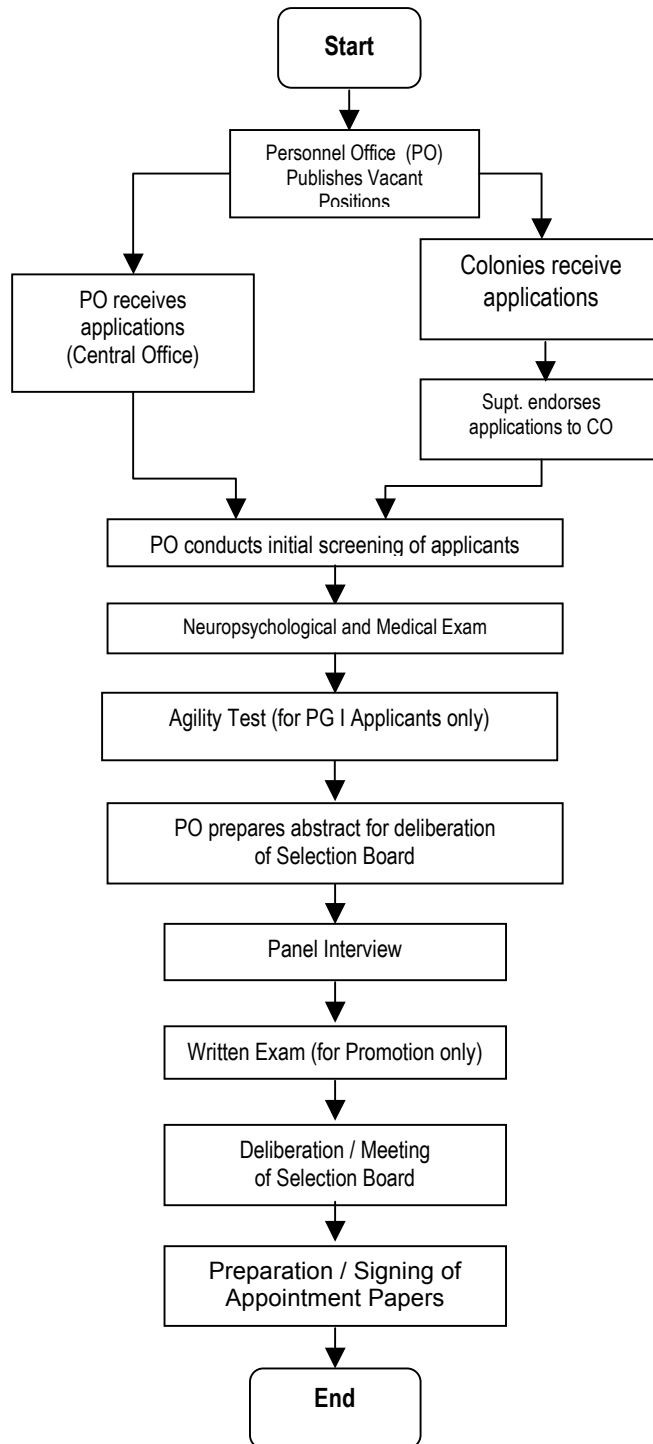 Start
Personnel Office (PO)
Publishes Vacant
Positions
PO receives
applications
(Central Office)
Colonies receive
applications
Supt. endorses
applications to CO
PO conducts initial screening of applicants
Neuropsychological and Medical Exam
Agility Test (for PG I Applicants only)
PO prepares abstract for deliberation
of Selection Board
Panel Interview
Written Exam (for Promotion only)
Deliberation / Meeting
of Selection Board
Preparation / Signing of
Appointment Papers
End